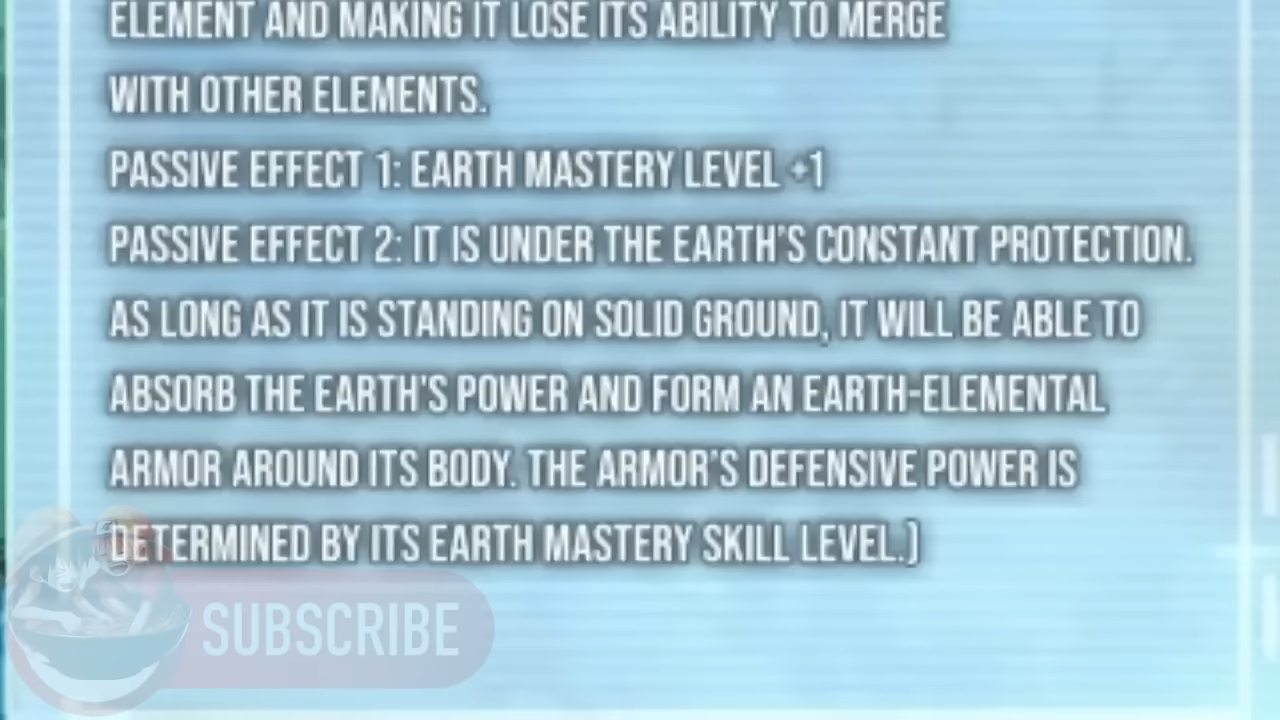 ELEMENT AND MAKING IT LOSE ITS ABILITY TO MERGE
WITH OTHER ELEMENTS.
PASSIVE EFFECT 1: EARTH MASTERY LEVEL +1
PASSIVE EFFECT 2: IT IS UNDER THE EARTH'S CONSTANT PROTECTION.
AS LONG AS IT IS STANDING ON SOLID GROUND, IT WILL BE ABLE TO
ABSORB THE EARTH'S POWER AND FORM AN EARTH-ELEMENTAL
ARMOR AROUND ITS BODY. THE ARMOR'S DEFENSIVE POWER IS
DETERMINED BY ITS EARTH MASTERY SKILL LEVEL.)
SUBSCRIBE